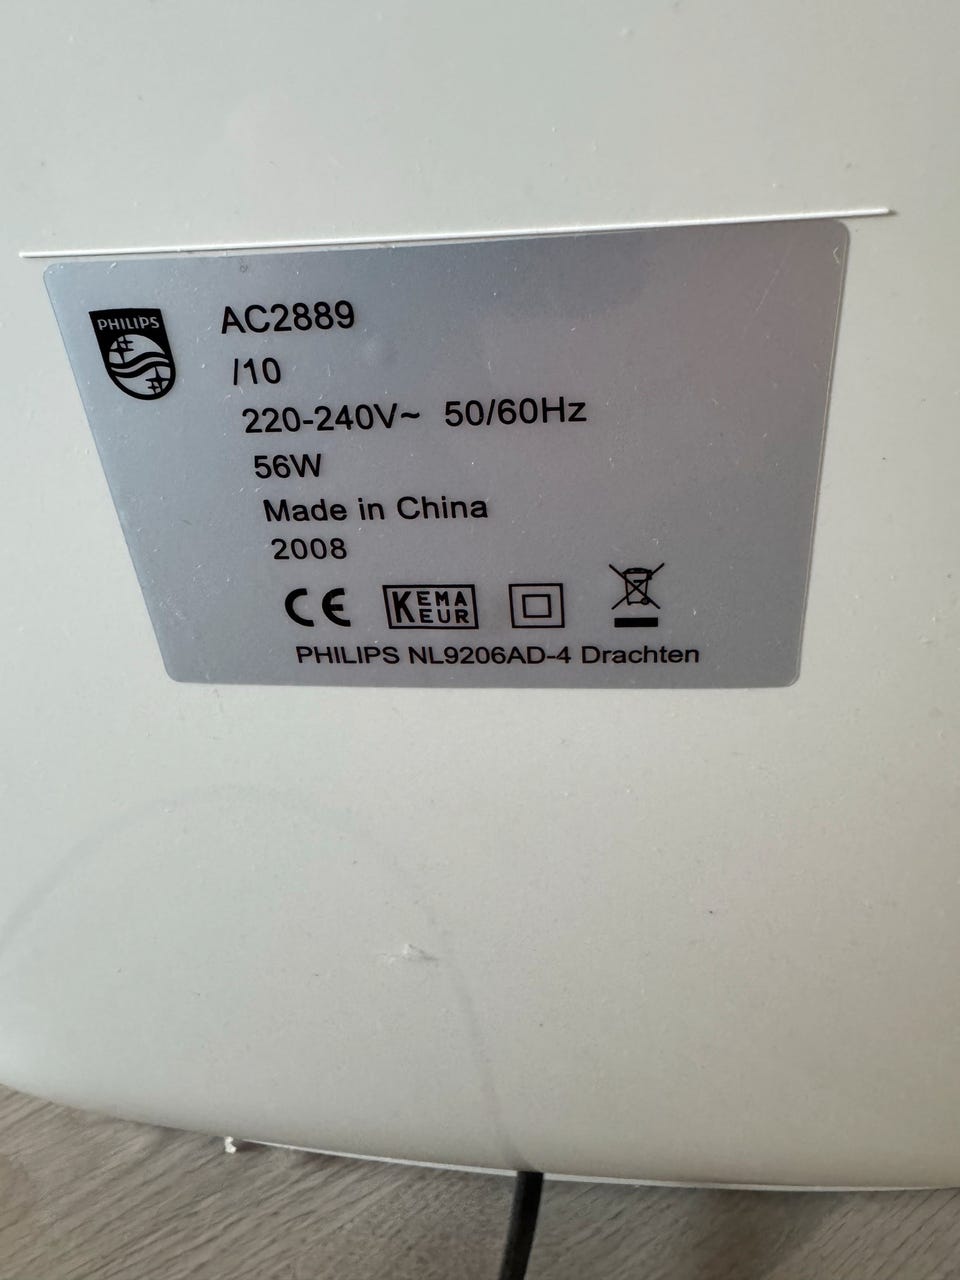 PHILIPS
AC2889
/10
220-240V~ 50/60Hz
56W
Made in China
2008
CE
KEMA
EUR
PHILIPS NL9206AD-4 Drachten